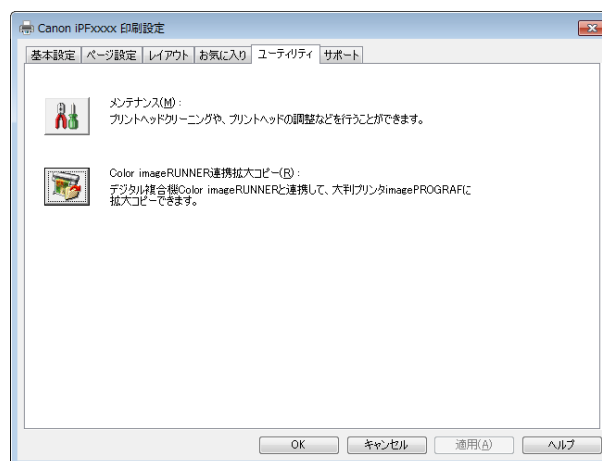 Canon iPFxxxx 印刷設定
基本設定 ページ設定 レイアウト お気に入り ユーティリティ サポート
メンテナンス(M) :
プリントヘッドクリーニングや、プリントヘッドの調整などを行うことができます。
Color imageRUNNER連携拡大コピー(R) :
デジタル複合機Color imageRUNNERと連携して、大判プリンタimagePROGRAFに
拡大コピーできます。
OK キャンセル 適用(A) ヘルプ